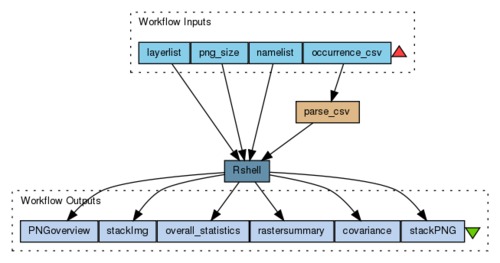 Workflow Inputs
layerlist png_size namelist occurrence_csv
parse_csv
Rshell
Workflow Outputs
PNGoverview stackImg overall_statistics rastersummary covariance stackPNG